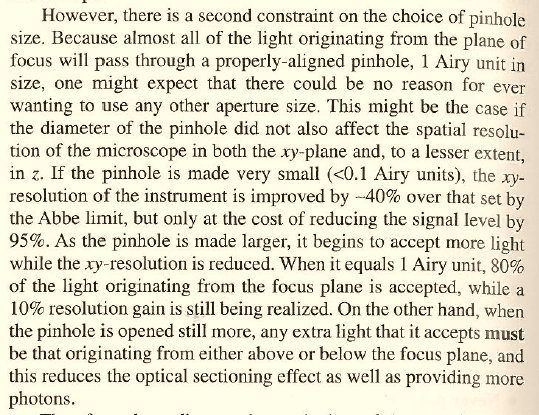 However, there is a second constraint on the choice of pinhole
size. Because almost all of the light originating from the plane of
focus will pass through a properly-aligned pinhole, 1 Airy unit in
size, one might expect that there could be no reason for ever
wanting to use any other aperture size. This might be the case if
the diameter of the pinhole did not also affect the spatial resolu-
tion of the microscope in both the xy-plane and, to a lesser extent,
in z. If the pinhole is made very small (<0.1 Airy units), the xy-
resolution of the instrument is improved by ~40% over that set by
the Abbe limit, but only at the cost of reducing the signal level by
95%. As the pinhole is made larger, it begins to accept more light
while the xy-resolution is reduced. When it equals 1 Airy unit, 80%
of the light originating from the focus plane is accepted, while a
10% resolution gain is still being realized. On the other hand, when
the pinhole is opened still more, any extra light that it accepts must
be that originating from either above or below the focus plane, and
this reduces the optical sectioning effect as well as providing more
photons.